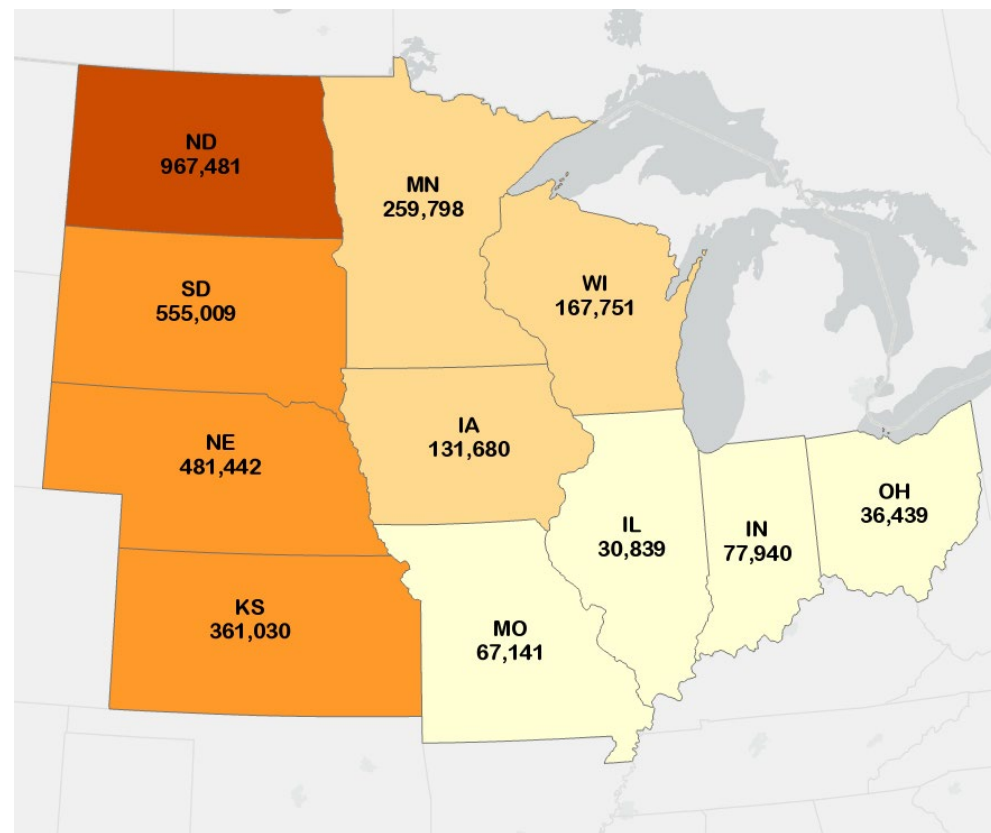 ND
967,481
MN
259,798
SD
555,009
WI
167,751
NE
481,442
IA
131,680
OH
36,439
IL
30,839
IN
77,940
KS
361,030
MO
67,141